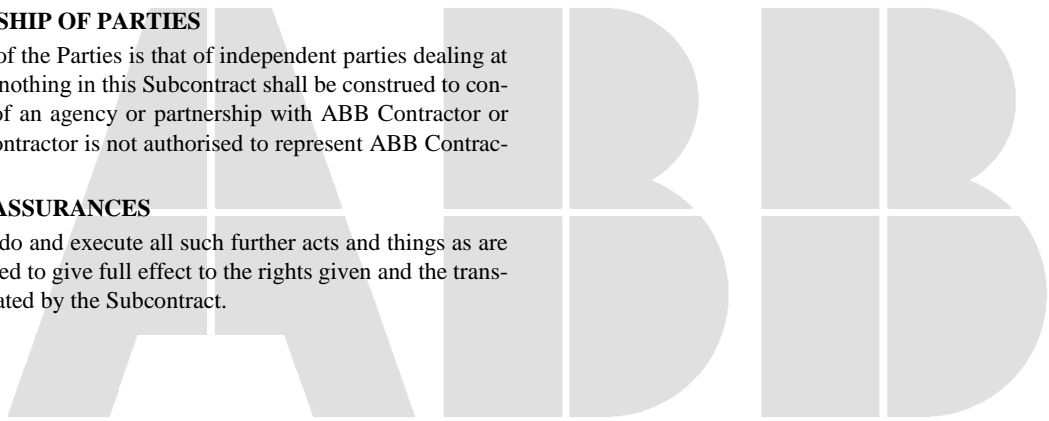 SHIP OF PARTIES
of the Parties is that of independent parties dealing at
nothing in this Subcontract shall be construed to con-
of an agency or partnership with ABB Contractor or
ontractor is not authorised to represent ABB Contrac-
ASSURANCES
do and execute all such further acts and things as are
ed to give full effect to the rights given and the trans-
ated by the Subcontract.
ABB